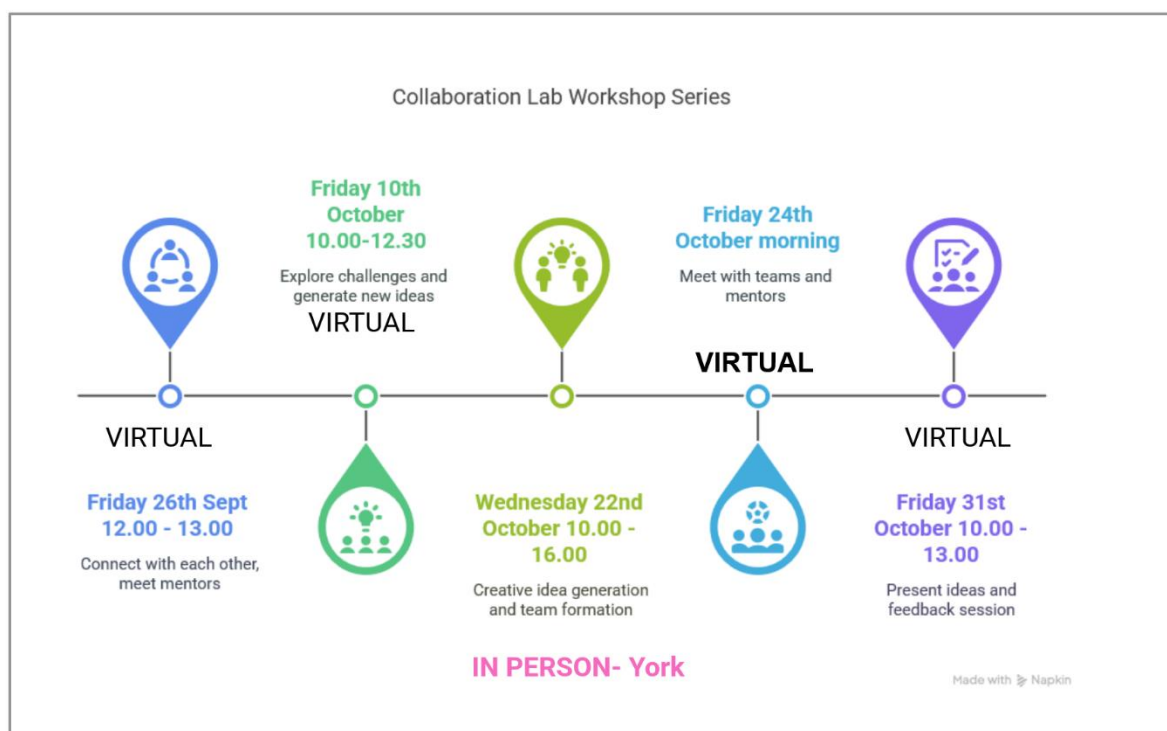 Collaboration Lab Workshop Series
VIRTUAL
Friday 26th Sept
12.00 - 13.00
Connect with each other,
meet mentors
Friday 10th
October
10.00-12.30
Explore challenges and
generate new ideas
VIRTUAL
Wednesday 22nd
October 10.00 -
16.00
Creative idea generation
and team formation
IN PERSON- York
Friday 24th
October morning
Meet with teams and
mentors
VIRTUAL
VIRTUAL
Friday 31st
October 10.00 -
13.00
Present ideas and
feedback session
Made with Napkin